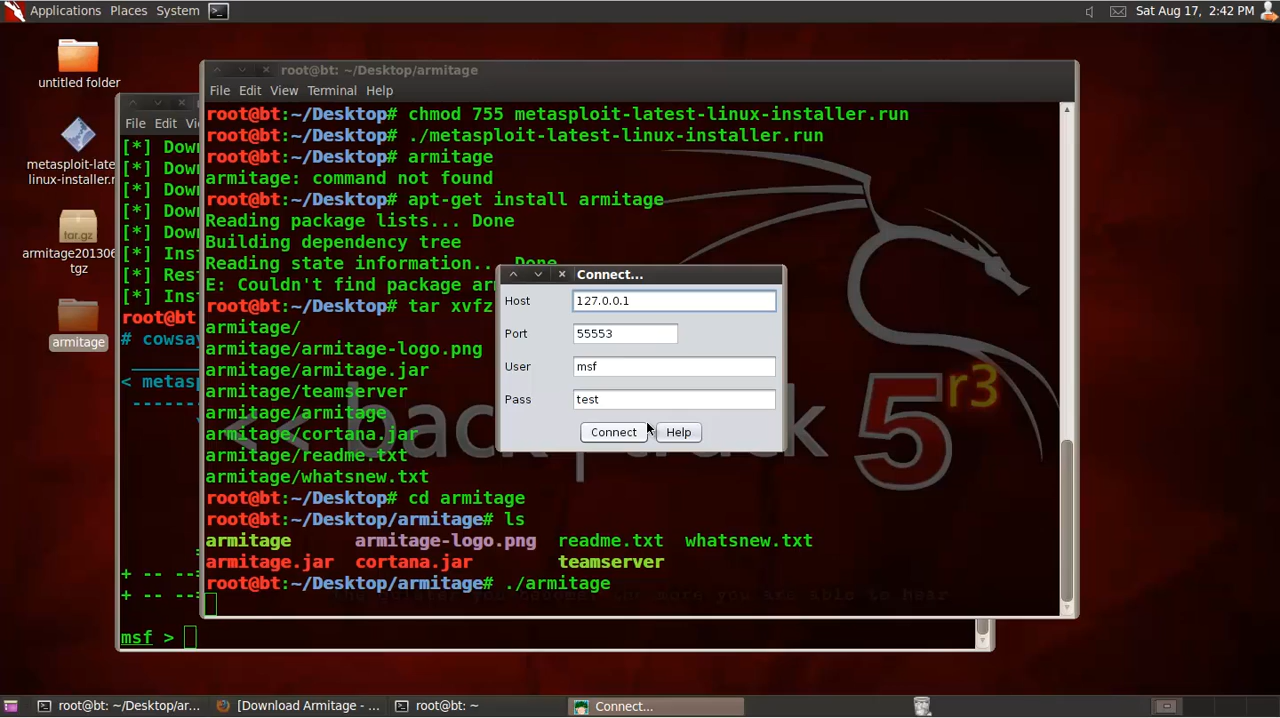 Applications Places System
Sat Aug 17, 2:42 PM
untitled folder
metasploit-late
linux-installer.r
tar.gz
armitage201306
tgz
armitage
File Edit
[*] Dow
[*] Dow
[*] Dow
[*] Dow
[*] Dow
[*] Ins
[*] Res
[*] Ins
root@bt
# cowsay
< metasp
-------
+ -- --=
+ -- --=
msf >
root@bt: ~/Desktop/armitage
File Edit View Terminal Help
root@bt:~/Desktop# chmod 755 metasploit-latest-linux-installer.run
root@bt:~/Desktop# ./metasploit-latest-linux-installer.run
root@bt:~/Desktop# armitage
armitage: command not found
root@bt:~/Desktop# apt-get install armitage
Reading package lists... Done
Building dependency tree
Reading state information... Done
E: Couldn't find package ar
root@bt:~/Desktop# tar xvfz
armitage/
armitage/armitage-logo.png
armitage/armitage.jar
armitage/teamserver
armitage/armitage
armitage/cortana.jar
armitage/readme.txt
armitage/whatsnew.txt
root@bt:~/Desktop# cd armitage
root@bt:~/Desktop/armitage# ls
armitage armitage-logo.png readme.txt whatsnew.txt
armitage.jar cortana.jar teamserver
root@bt:~/Desktop/armitage# ./armitage
<< back | track 5 r3
Connect...
Host 127.0.0.1
Port 55553
User msf
Pass test
Connect Help
root@bt: ~/Desktop/ar...
[Download Armitage - ...
root@bt: ~
Connect...